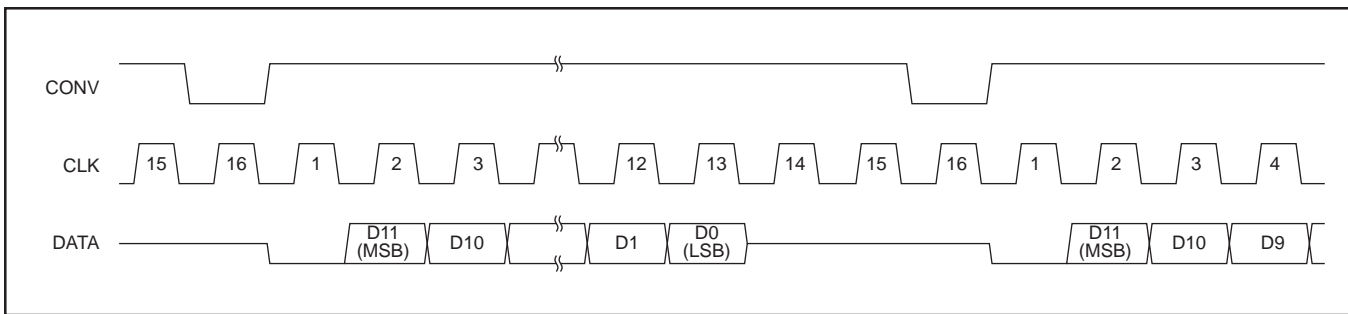 CONV
CLK
15 16 1 2 3 12 13 14 15 16 1 2 3 4
DATA
D11
(MSB)
D10
D1
D0
(LSB)
D11
(MSB)
D10
D9